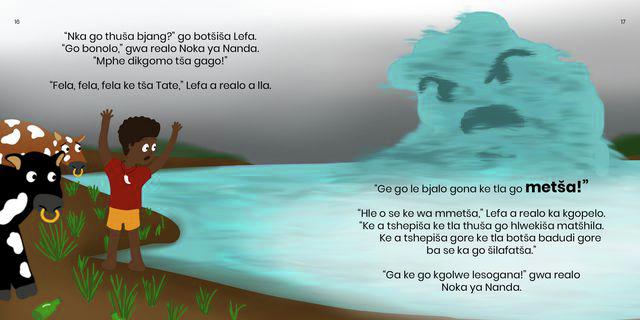 16
“Nka go thuša bjang?” go botšiša Lefa.
“Go bonolo,” gwa realo Noka ya Nanda.
“Mphe dikgomo tša gago!”
“Fela, fela, fela ke tša Tate,” Lefa a realo a lla.
17
“Ge go le bjalo gona ke tla go metša!”
“Hle o se ke wa mmetša,” Lefa a realo ka kgopelo.
“Ke a tshepiša ke tla thuša go hlwekiša matšhila.
Ke a tshepiša gore ke tla botša badudi gore
ba se ka go šilafatša.”
“Ga ke go kgolwe lesogana!” gwa realo
Noka ya Nanda.